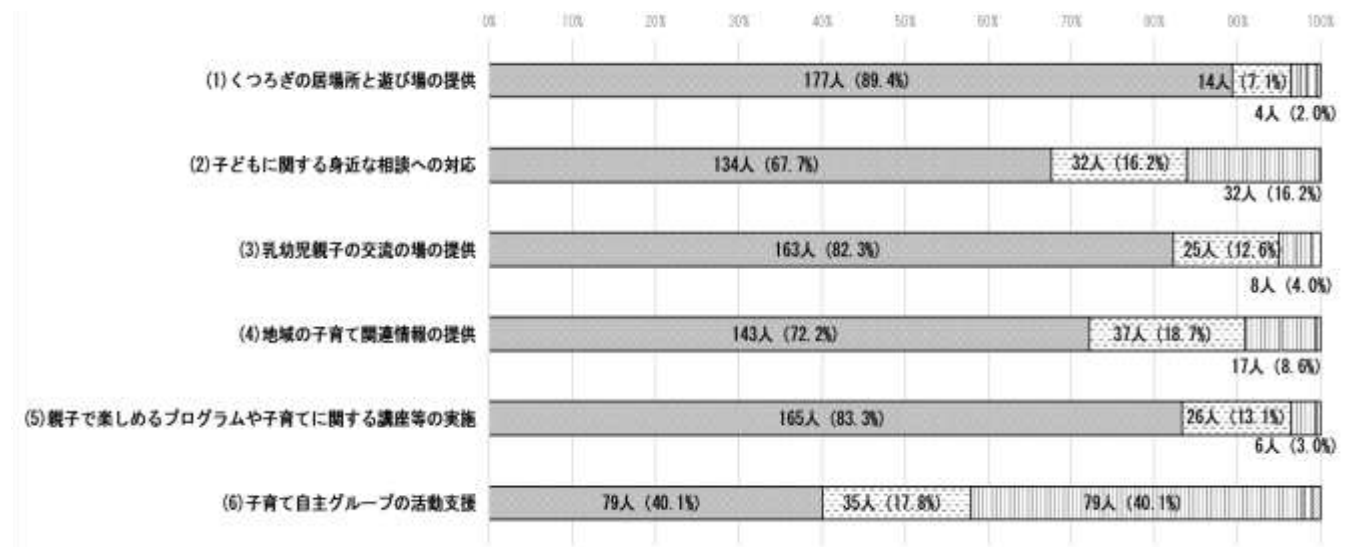 0% 10% 20% 30% 40% 50% 60% 70% 80% 90% 100%
(1)くつろぎの居場所と遊び場の提供 177人 (89.4%) 14人 (7.1%)
4人 (2.0%)
(2)子どもに関する身近な相談への対応 134人 (67.7%) 32人 (16.2%)
32人 (16.2%)
(3)乳幼児親子の交流の場の提供 163人 (82.3%) 25人 (12.6%)
8人 (4.0%)
(4)地域の子育て関連情報の提供 143人 (72.2%) 37人 (18.7%)
17人 (8.6%)
(5)親子で楽しめるプログラムや子育てに関する講座等の実施 165人 (83.3%) 26人 (13.1%)
6人 (3.0%)
(6)子育て自主グループの活動支援 79人 (40.1%) 35人 (17.8%) 79人 (40.1%)